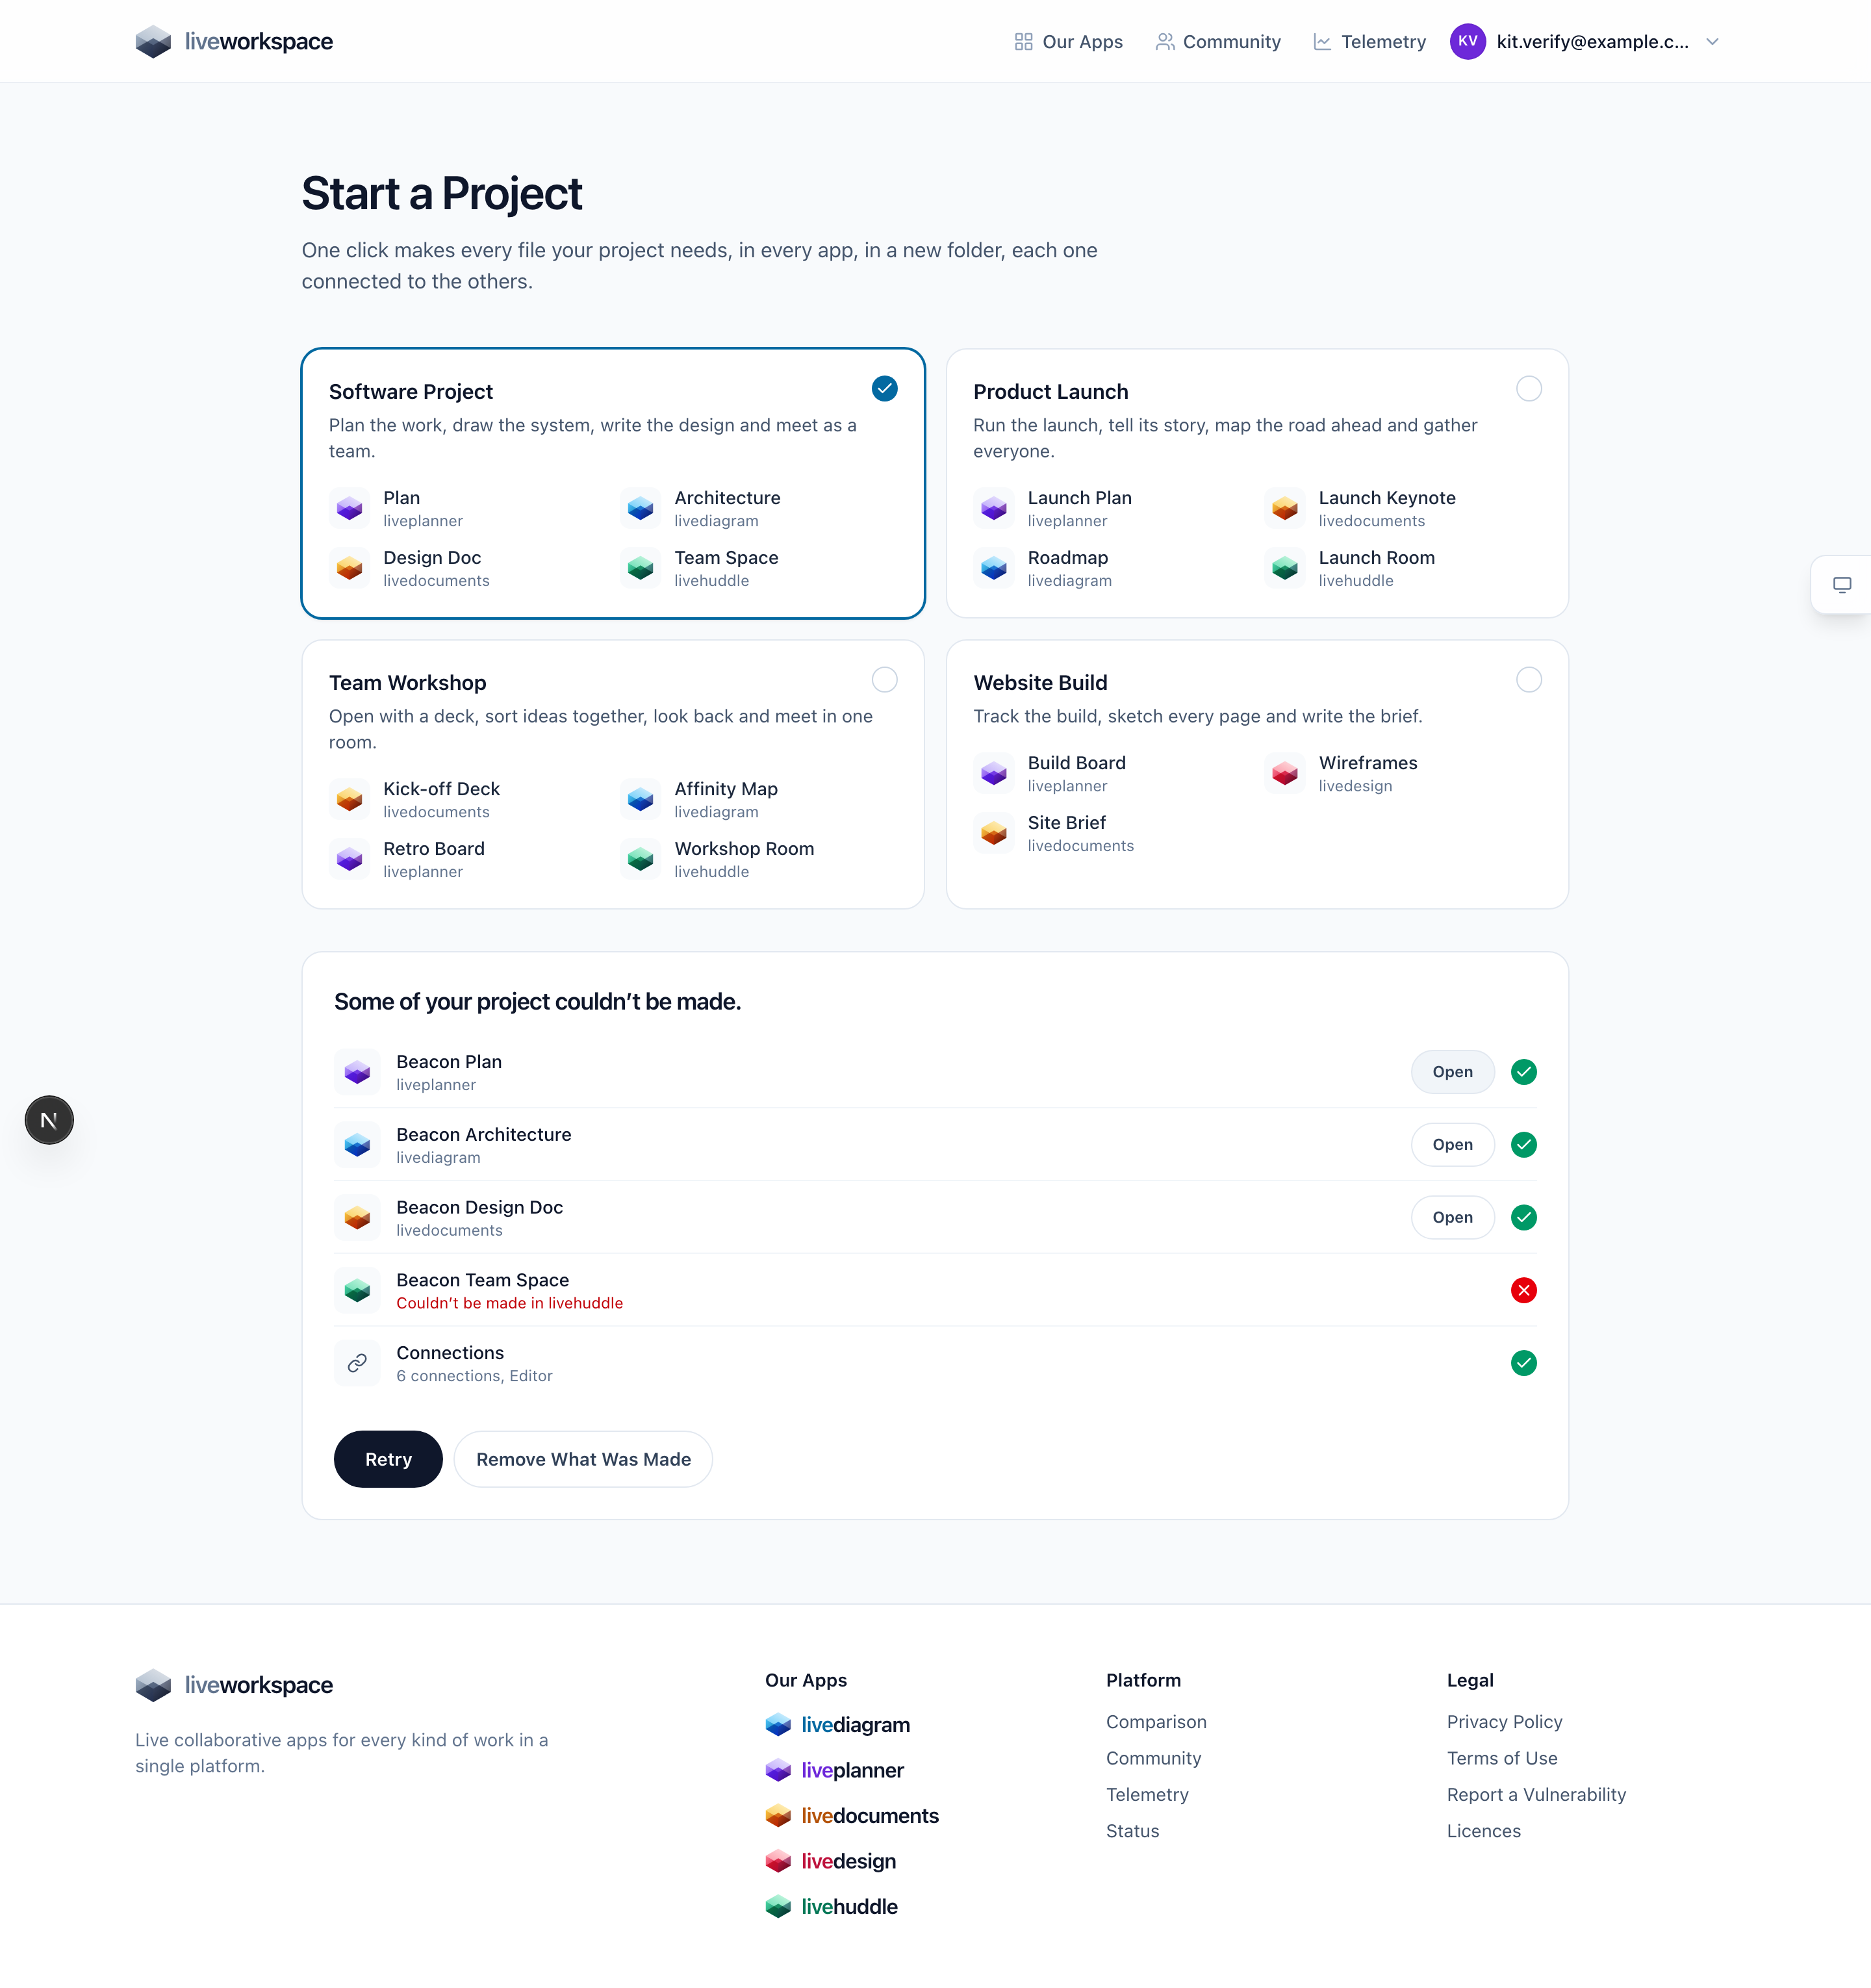 liveworkspace
Our Apps
Community
Telemetry
KV
kit.verify@example.c...
Start a Project
One click makes every file your project needs, in every app, in a new folder, each one
connected to the others.
Software Project
Plan the work, draw the system, write the design and meet as a
team.
Plan
liveplanner
Architecture
livediagram
Design Doc
livedocuments
Team Space
livehuddle
Product Launch
Run the launch, tell its story, map the road ahead and gather
everyone.
Launch Plan
liveplanner
Launch Keynote
livedocuments
Roadmap
livediagram
Launch Room
livehuddle
Team Workshop
Open with a deck, sort ideas together, look back and meet in one
room.
Kick-off Deck
livedocuments
Affinity Map
livediagram
Retro Board
liveplanner
Workshop Room
livehuddle
Website Build
Track the build, sketch every page and write the brief.
Build Board
liveplanner
Wireframes
livedesign
Site Brief
livedocuments
Some of your project couldn’t be made.
Beacon Plan
liveplanner
Open
Beacon Architecture
livediagram
Open
Beacon Design Doc
livedocuments
Open
Beacon Team Space
Couldn’t be made in livehuddle
Connections
6 connections, Editor
Retry
Remove What Was Made
N
liveworkspace
Live collaborative apps for every kind of work in a
single platform.
Our Apps
livediagram
liveplanner
livedocuments
livedesign
livehuddle
Platform
Comparison
Community
Telemetry
Status
Legal
Privacy Policy
Terms of Use
Report a Vulnerability
Licences